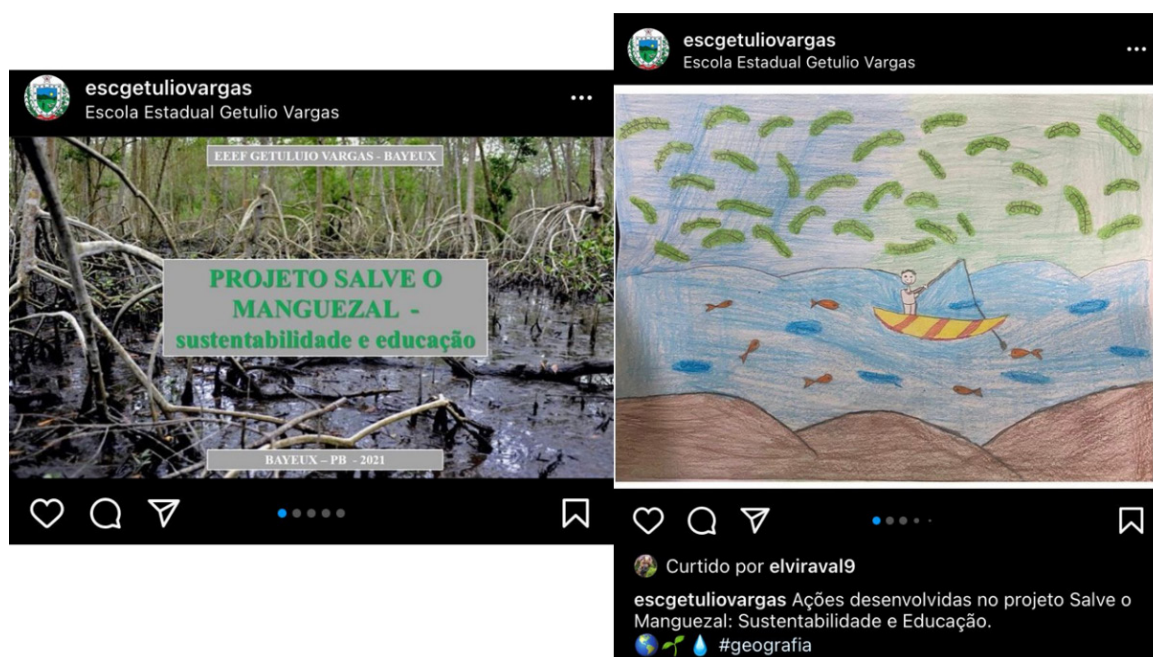 escgetuliovargas
Escola Estadual Getulio Vargas
EEEF GETULUIO VARGAS - BAYEUX
PROJETO SALVE O
MANGUEZAL -
sustentabilidade e educação
BAYEUX – PB - 2021
escgetuliovargas
Escola Estadual Getulio Vargas
Curtido por elviraval9
escgetuliovargas Ações desenvolvidas no projeto Salve o
Manguezal: Sustentabilidade e Educação.
🌎🌱💧 #geografia